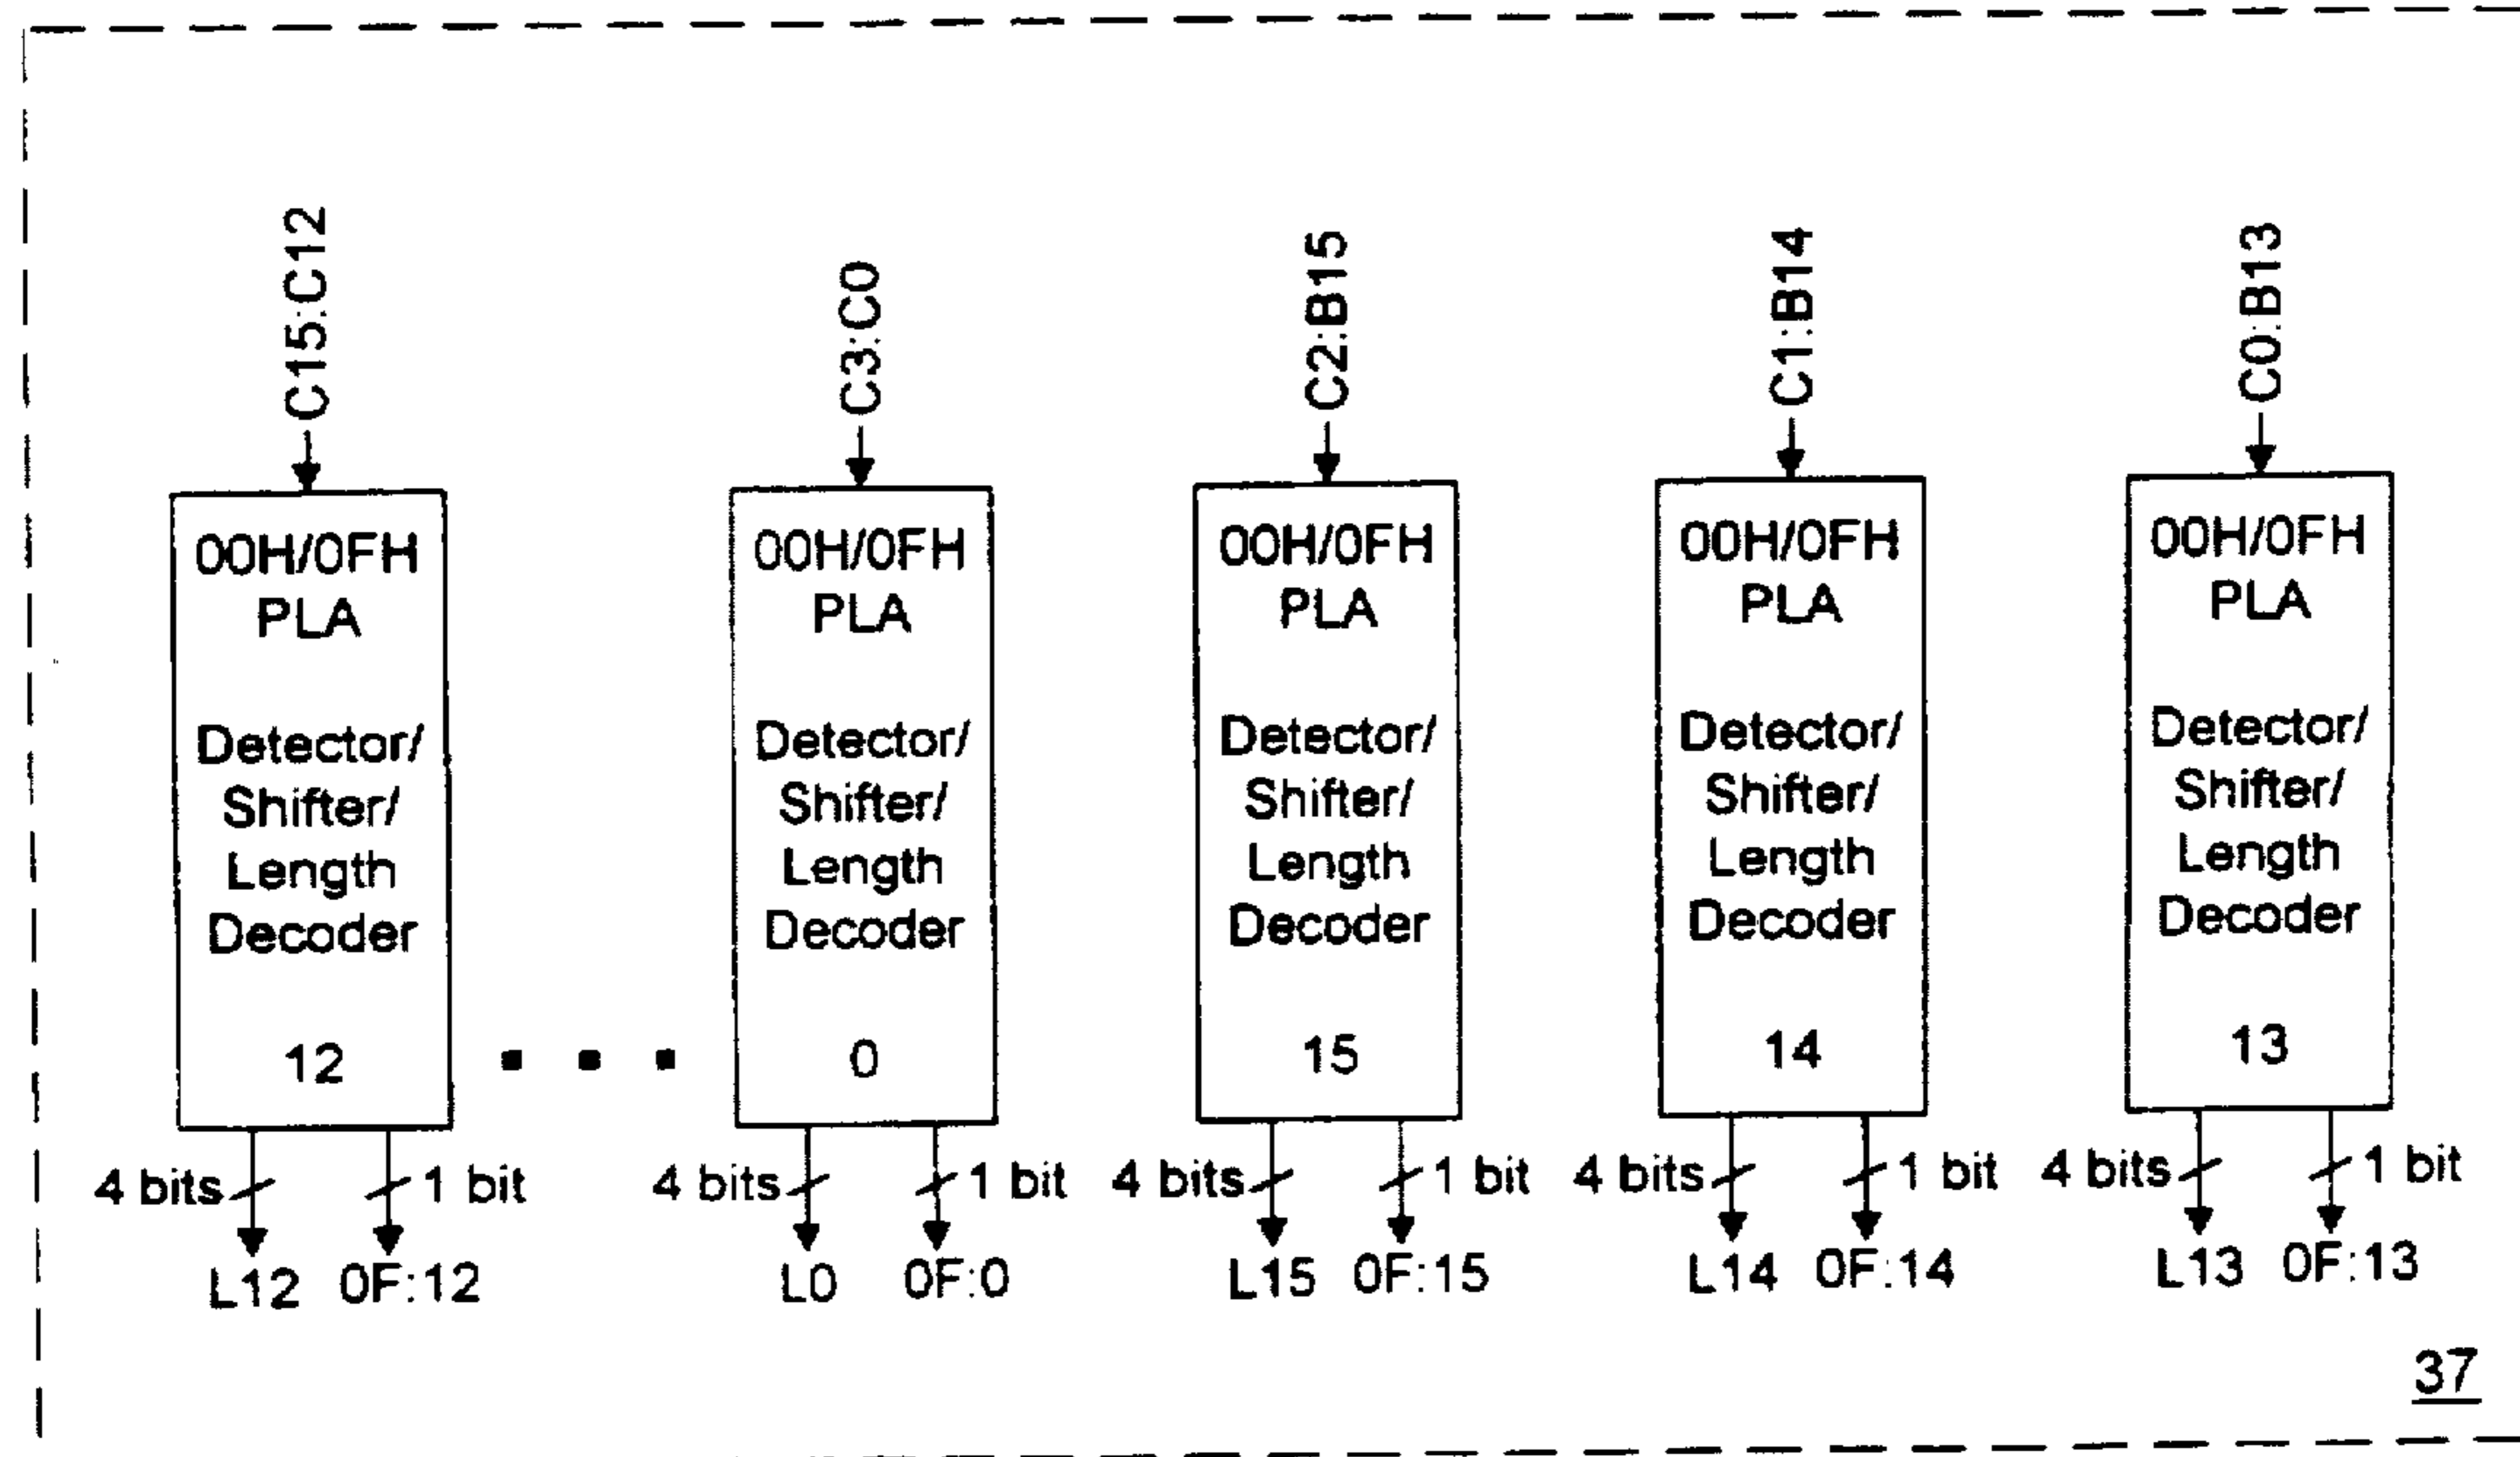 C15:C12
C3:C0
C2:B15
C1:B14
C0:B13
00H/0FH
PLA
Detector/
Shifter/
Length
Decoder
12
00H/0FH
PLA
Detector/
Shifter/
Length
Decoder
0
00H/0FH
PLA
Detector/
Shifter/
Length
Decoder
15
00H/0FH
PLA
Detector/
Shifter/
Length
Decoder
14
00H/0FH
PLA
Detector/
Shifter/
Length
Decoder
13
4 bits 1 bit
4 bits 1 bit
4 bits 1 bit
4 bits 1 bit
4 bits 1 bit
L12 0F:12
L0 0F:0
L15 0F:15
L14 0F:14
L13 0F:13
37